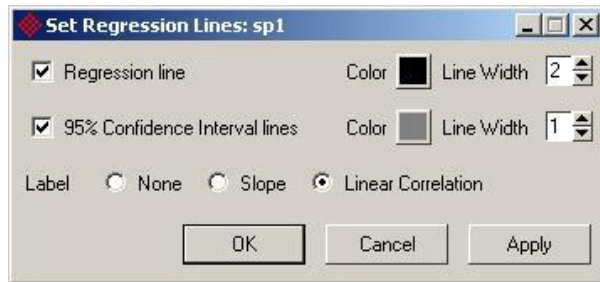 Set Regression Lines: sp1
Regression line Color Line Width 2
95% Confidence Interval lines Color Line Width 1
Label None Slope Linear Correlation
OK Cancel Apply